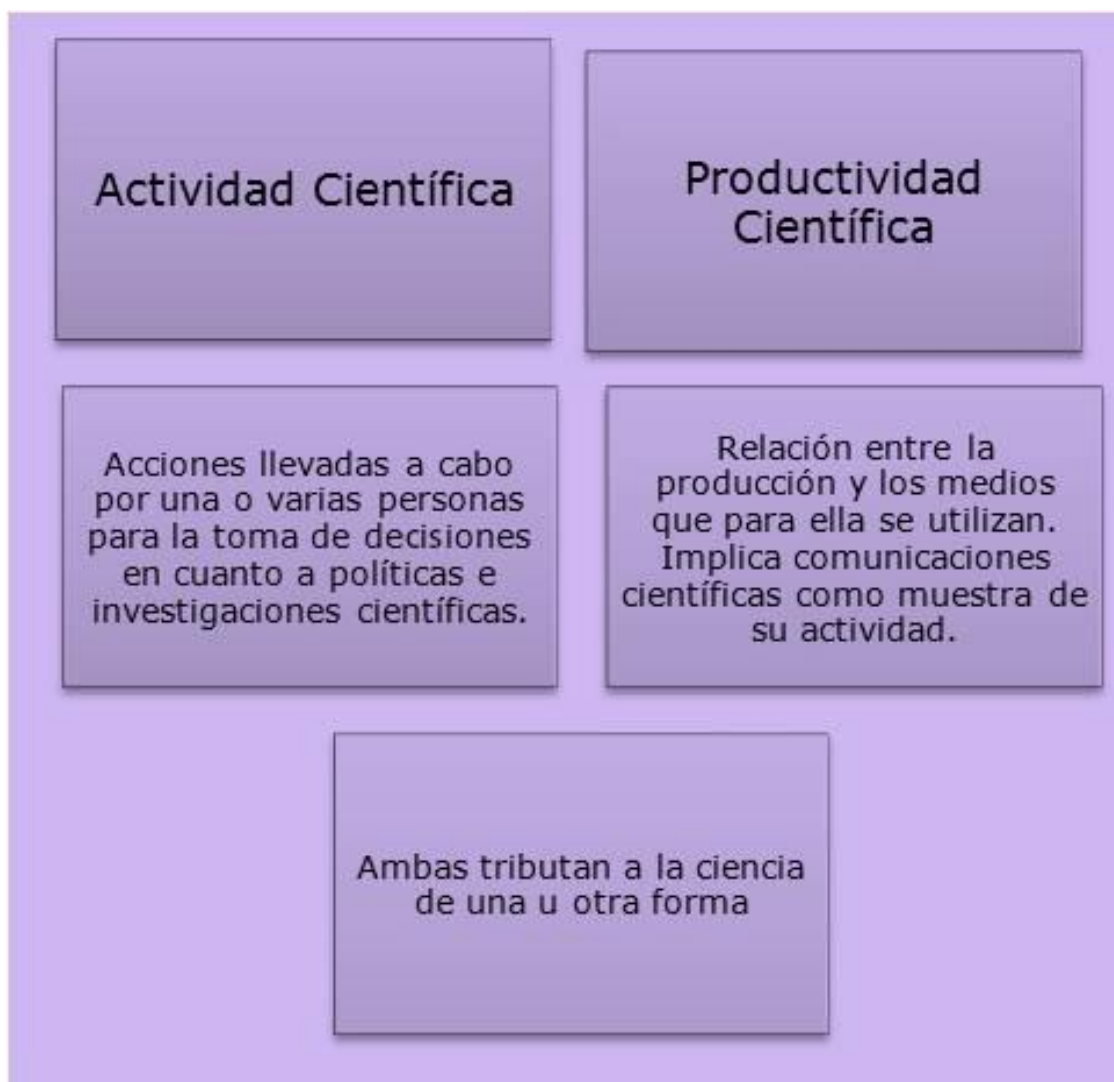 Actividad Científica
Productividad
Científica
Acciones llevadas a cabo
por una o varias personas
para la toma de decisiones
en cuanto a políticas e
investigaciones científicas.
Relación entre la
producción y los medios
que para ella se utilizan.
Implica comunicaciones
científicas como muestra de
su actividad.
Ambas tributan a la ciencia
de una u otra forma